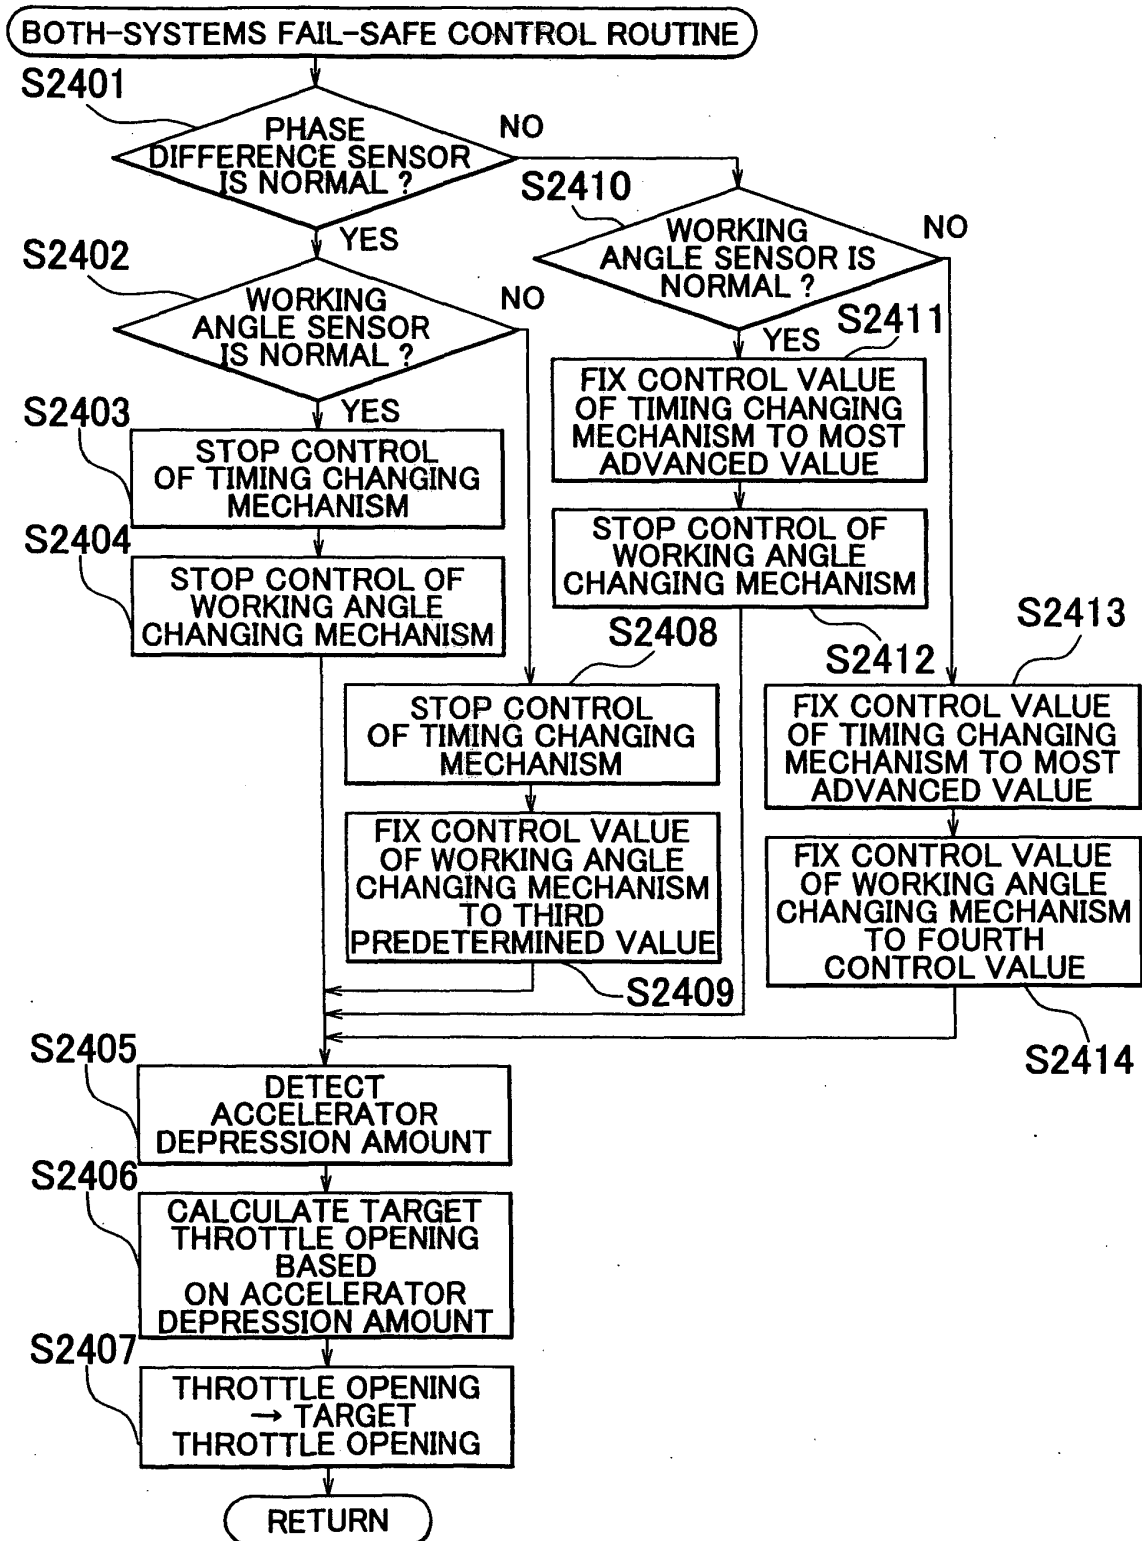 BOTH-SYSTEMS FAIL-SAFE CONTROL ROUTINE
S2401
PHASE
DIFFERENCE SENSOR
IS NORMAL ?
NO
YES
S2402
WORKING
ANGLE SENSOR
IS NORMAL ?
NO
YES
S2403
STOP CONTROL
OF TIMING CHANGING
MECHANISM
S2404
STOP CONTROL OF
WORKING ANGLE
CHANGING MECHANISM
S2408
STOP CONTROL
OF TIMING CHANGING
MECHANISM
FIX CONTROL VALUE
OF WORKING ANGLE
CHANGING MECHANISM
TO THIRD
PREDETERMINED VALUE
S2409
S2410
WORKING
ANGLE SENSOR IS
NORMAL ?
NO
YES
S2411
FIX CONTROL VALUE
OF TIMING CHANGING
MECHANISM TO MOST
ADVANCED VALUE
STOP CONTROL OF
WORKING ANGLE
CHANGING MECHANISM
S2412
S2413
FIX CONTROL VALUE
OF TIMING CHANGING
MECHANISM TO MOST
ADVANCED VALUE
FIX CONTROL VALUE
OF WORKING ANGLE
CHANGING MECHANISM
TO FOURTH
CONTROL VALUE
S2414
S2405
DETECT
ACCELERATOR
DEPRESSION AMOUNT
S2406
CALCULATE TARGET
THROTTLE OPENING
BASED
ON ACCELERATOR
DEPRESSION AMOUNT
S2407
THROTTLE OPENING
→ TARGET
THROTTLE OPENING
RETURN